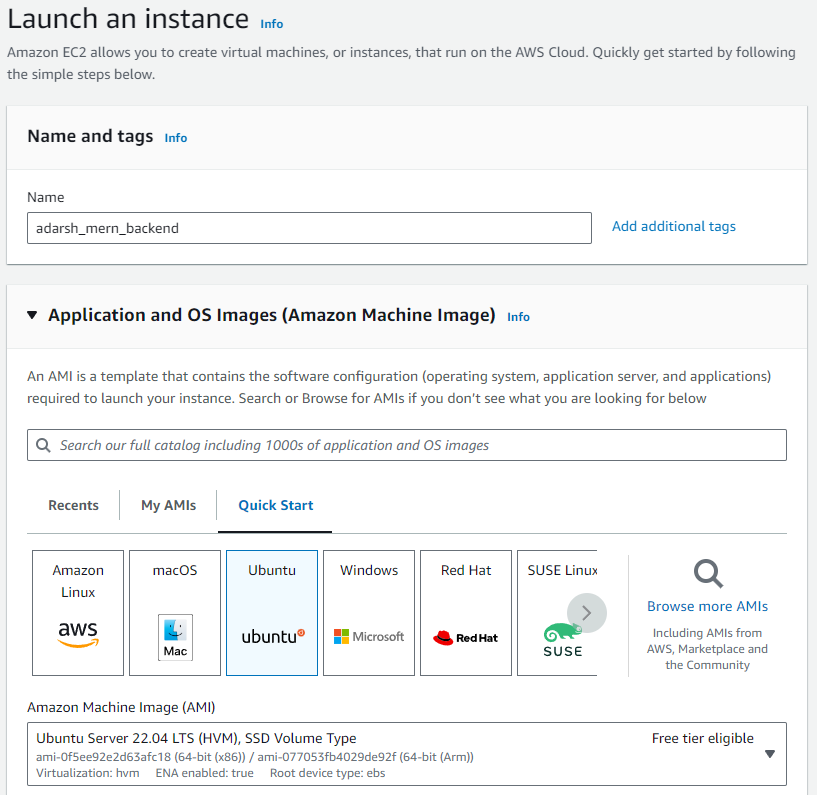 Launch an instance Info
Amazon EC2 allows you to create virtual machines, or instances, that run on the AWS Cloud. Quickly get started by following
the simple steps below.
Name and tags Info
Name
adarsh_mern_backend
Add additional tags
Application and OS Images (Amazon Machine Image) Info
An AMI is a template that contains the software configuration (operating system, application server, and applications)
required to launch your instance. Search or Browse for AMIs if you don’t see what you are looking for below
Search our full catalog including 1000s of application and OS images
Recents
My AMIs
Quick Start
Amazon
Linux
aws
macOS
Mac
Ubuntu
ubuntu
Windows
Microsoft
Red Hat
Red Hat
SUSE Linux
SUSE
Browse more AMIs
Including AMIs from
AWS, Marketplace and
the Community
Amazon Machine Image (AMI)
Ubuntu Server 22.04 LTS (HVM), SSD Volume Type
Free tier eligible
ami-0f5ee92e2d63afc18 (64-bit (x86)) / ami-077053fb4029de92f (64-bit (Arm))
Virtualization: hvm ENA enabled: true Root device type: ebs